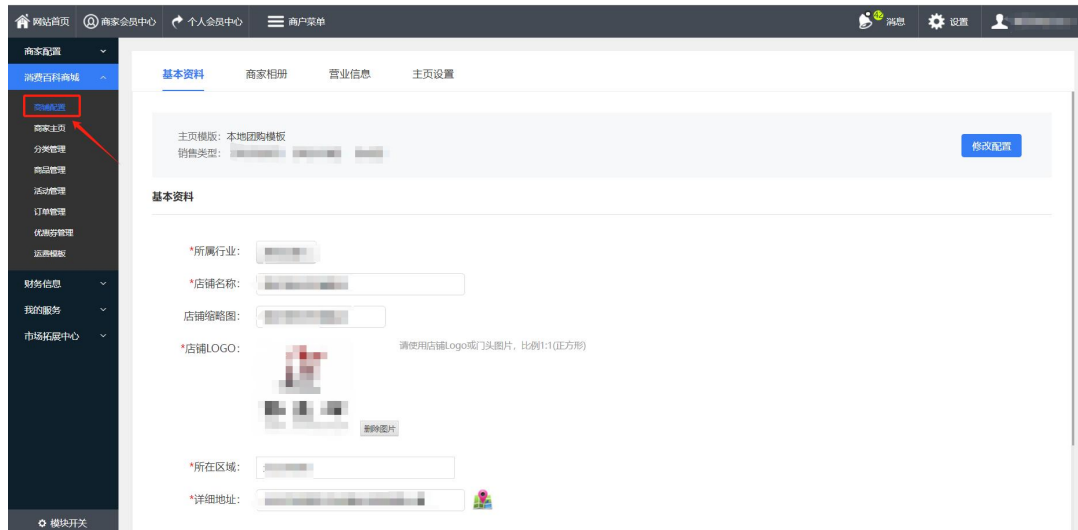 网站首页 商家会员中心 个人会员中心 商户菜单 42 消息 设置
商家配置
消费百科商城
商家主页
分类管理
商品管理
活动管理
订单管理
优惠券管理
运费模板
财务信息
我的服务
市场拓展中心
模块开关
基本资料 商家相册 营业信息 主页设置
主页模版：本地团购模板
销售类型：
修改配置
基本资料
*所属行业：
*店铺名称：
店铺缩略图：
*店铺LOGO：
请使用店铺Logo或门头图片，比例1:1(正方形)
删除图片
*所在区域：
*详细地址：